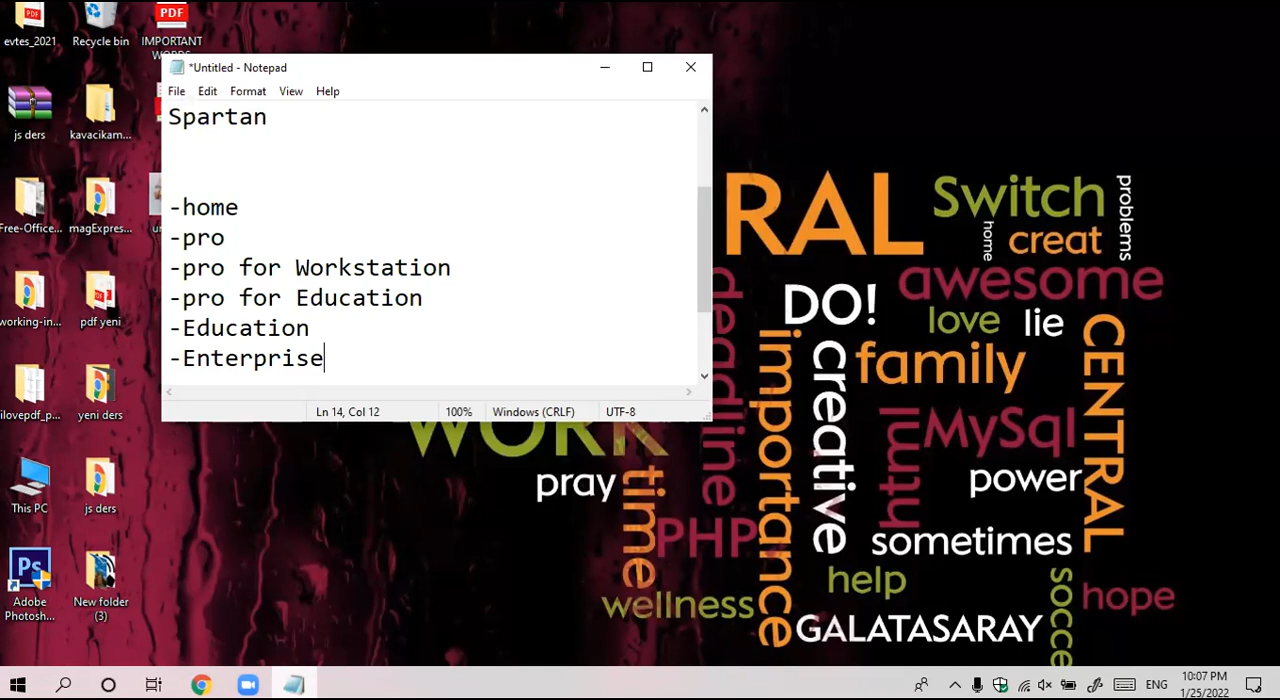 evtes_2021
Recycle bin
PDF
IMPORTANT
WORDS
*Untitled - Notepad
File Edit Format View Help
Spartan
-home
-pro
-pro for Workstation
-pro for Education
-Education
-Enterprise
Ln 14, Col 12
100%
Windows (CRLF)
UTF-8
js ders
kavacikam...
Free-Office...
magExpres...
working-in...
pdf yeni
ilovepdf_p...
yeni ders
This PC
js ders
Ps
Adobe
Photosh...
New folder
(3)
RAL
Switch
problems
home
creat
awesome
DO!
love
lie
deadline
importance
creative
family
CENTRAL
html
MySql
WORK
pray
time
power
PHP
sometimes
help
wellness
socce
hope
GALATASARAY
ENG
10:07 PM
1/25/2022